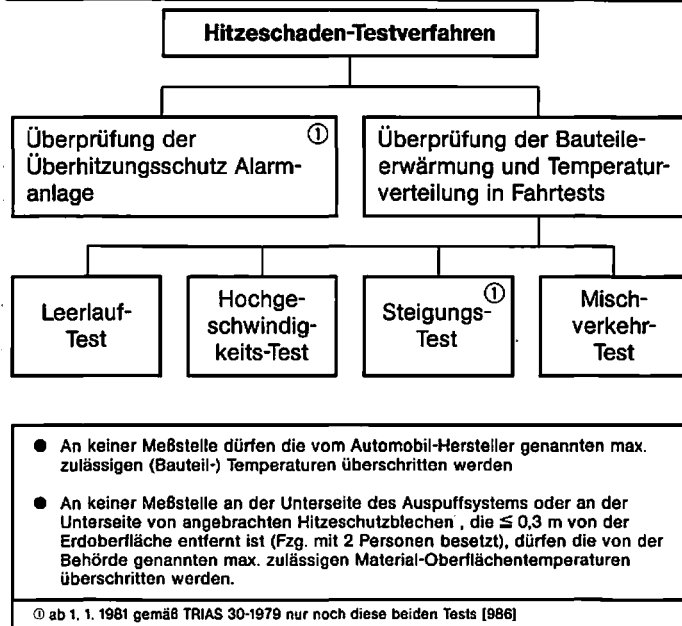 Hitzeschaden-Testverfahren
Überprüfung der ①
Überhitzungsschutz Alarm-
anlage
Überprüfung der Bauteile-
erwärmung und Temperatur-
verteilung in Fahrtests
Leerlauf-
Test
Hochge-
schwindig-
keits-Test
①
Steigungs-
Test
Misch-
verkehr-
Test
● An keiner Meßstelle dürfen die vom Automobil-Hersteller genannten max.
zulässigen (Bauteil-) Temperaturen überschritten werden
● An keiner Meßstelle an der Unterseite des Auspuffsystems oder an der
Unterseite von angebrachten Hitzeschutzblechen, die ≦ 0,3 m von der
Erdoberfläche entfernt ist (Fzg. mit 2 Personen besetzt), dürfen die von der
Behörde genannten max. zulässigen Material-Oberflächentemperaturen
überschritten werden.
① ab 1. 1. 1981 gemäß TRIAS 30-1979 nur noch diese beiden Tests [986]